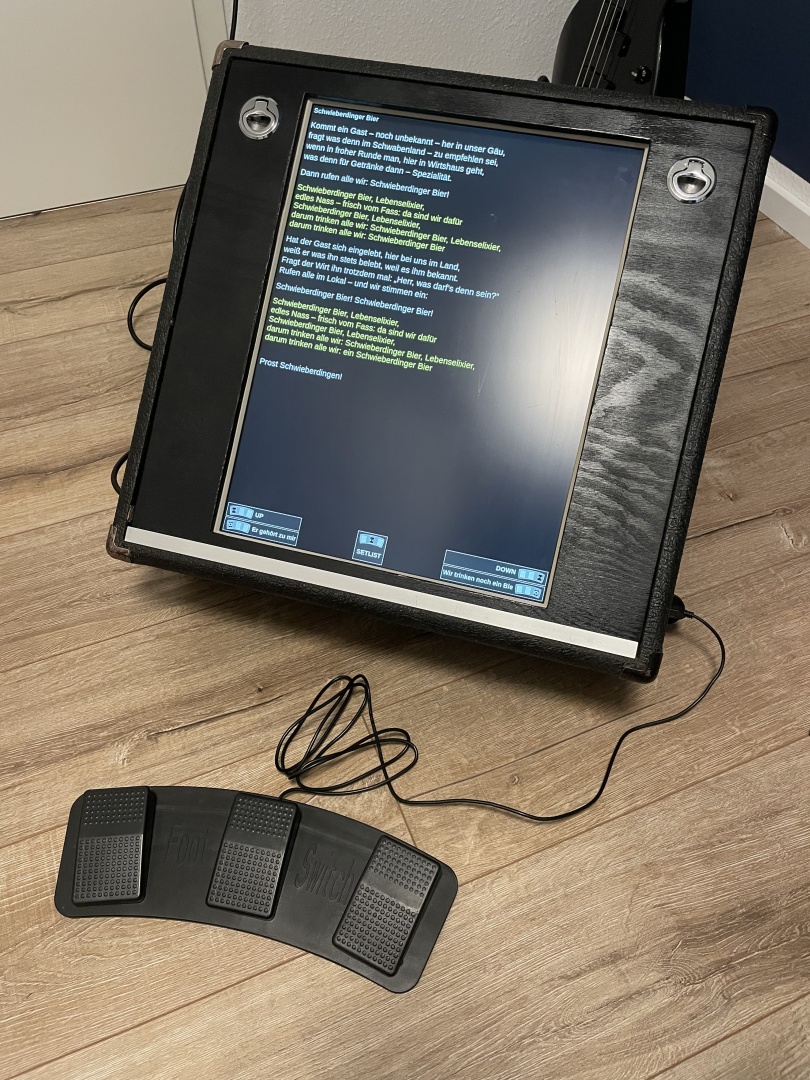 Schwieberdinger Bier
Kommt ein Gast – noch unbekannt – her in unser Gäu,
fragt was denn im Schwabenland – zu empfehlen sei,
wenn in froher Runde man, hier in Wirtshaus geht,
was denn für Getränke dann – Spezialität.
Dann rufen alle wir: Schwieberdinger Bier!
Schwieberdinger Bier, Lebenselixier,
edles Nass – frisch vom Fass: da sind wir dafür
Schwieberdinger Bier, Lebenselixier,
darum trinken alle wir: Schwieberdinger Bier, Lebenselixier,
darum trinken alle wir: Schwieberdinger Bier
Hat der Gast sich eingelebt, hier bei uns im Land,
weiß er was ihn stets belebt, weil es ihm bekannt.
Fragt der Wirt ihn trotzdem mal: „Herr, was darf's denn sein?"
Rufen alle im Lokal – und wir stimmen ein:
Schwieberdinger Bier! Schwieberdinger Bier!
Schwieberdinger Bier, Lebenselixier,
edles Nass – frisch vom Fass: da sind wir dafür
Schwieberdinger Bier, Lebenselixier,
darum trinken alle wir: Schwieberdinger Bier, Lebenselixier,
darum trinken alle wir: ein Schwieberdinger Bier
Prost Schwieberdingen!
UP
Er gehört zu mir
SETLIST
DOWN
Wir trinken noch ein Bie
Foot
Switch